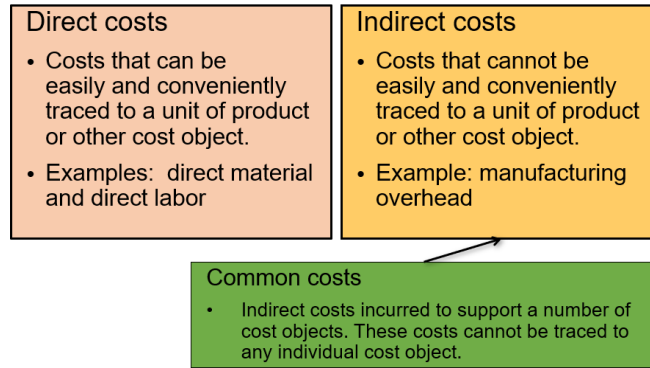 Direct costs
• Costs that can be
easily and conveniently
traced to a unit of product
or other cost object.
• Examples:  direct material
and direct labor
Indirect costs
• Costs that cannot be
easily and conveniently
traced to a unit of product
or other cost object.
• Example: manufacturing
overhead
Common costs
• Indirect costs incurred to support a number of
cost objects. These costs cannot be traced to
any individual cost object.